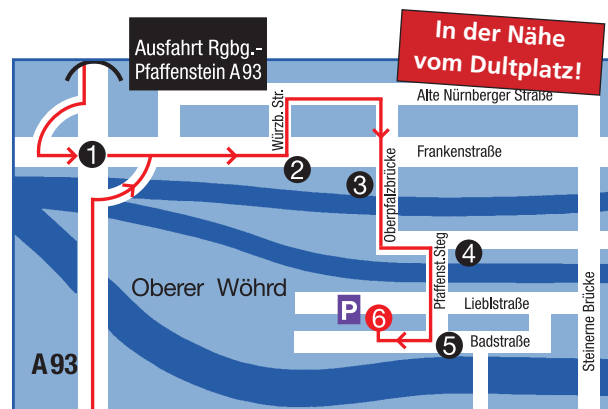 Ausfahrt Rgbg.-
Pfaffenstein A93
In der Nähe
vom Dultplatz!
Alte Nürnberger Straße
Würzb. Str.
1
2
Frankenstraße
3
Oberpfalzbrücke
Pfaffenst.Steg
4
Oberer Wöhrd
P
6
Lieblstraße
Steinerne Brücke
5
Badstraße
A93